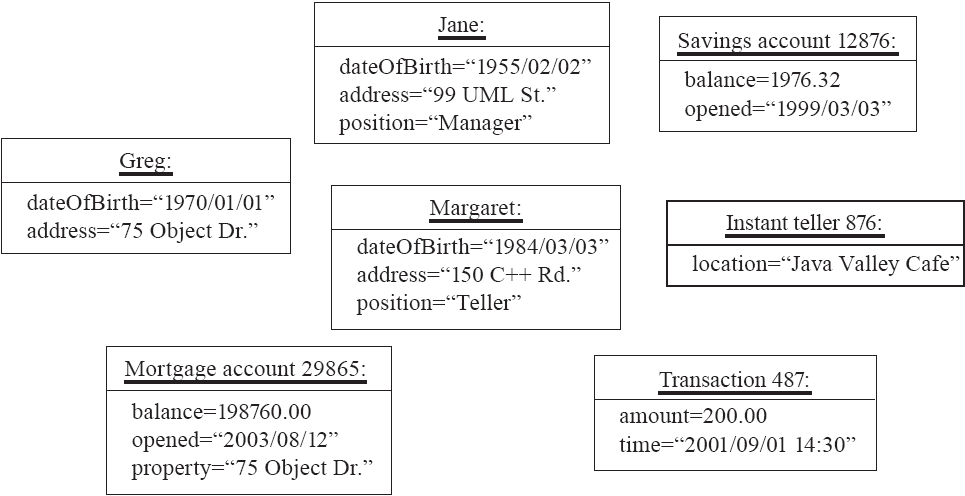 Jane:
dateOfBirth=“1955/02/02”
address=“99 UML St.”
position=“Manager”
Savings account 12876:
balance=1976.32
opened=“1999/03/03”
Greg:
dateOfBirth=“1970/01/01”
address=“75 Object Dr.”
Margaret:
dateOfBirth=“1984/03/03”
address=“150 C++ Rd.”
position=“Teller”
Instant teller 876:
location=“Java Valley Cafe”
Mortgage account 29865:
balance=198760.00
opened=“2003/08/12”
property=“75 Object Dr.”
Transaction 487:
amount=200.00
time=“2001/09/01 14:30”